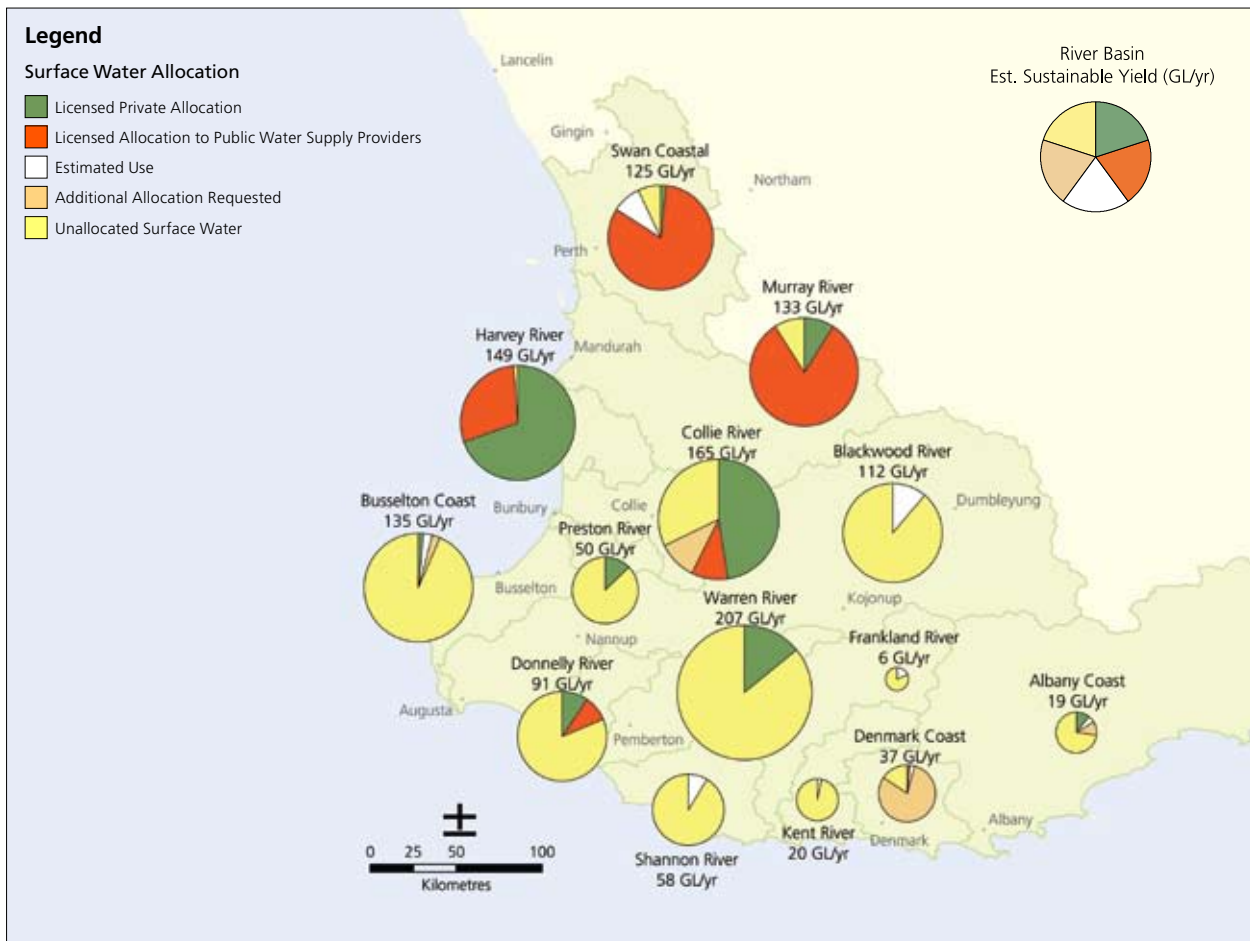 Legend
Surface Water Allocation
Licensed Private Allocation
Licensed Allocation to Public Water Supply Providers
Estimated Use
Additional Allocation Requested
Unallocated Surface Water
River Basin
Est. Sustainable Yield (GL/yr)
Lancelin
Gingin
Swan Coastal
125 GL/yr
Northam
Perth
Murray River
133 GL/yr
Harvey River
149 GL/yr
Mandurah
Collie River
165 GL/yr
Blackwood River
112 GL/yr
Dumbleyung
Busselton Coast
135 GL/yr
Bunbury
Collie
Preston River
50 GL/yr
Busselton
Warren River
207 GL/yr
Kojonup
Nannup
Frankland River
6 GL/yr
Donnelly River
91 GL/yr
Albany Coast
19 GL/yr
Augusta
Pemberton
Denmark Coast
37 GL/yr
Albany
Denmark
Kent River
20 GL/yr
Shannon River
58 GL/yr
0 25 50 100
Kilometres